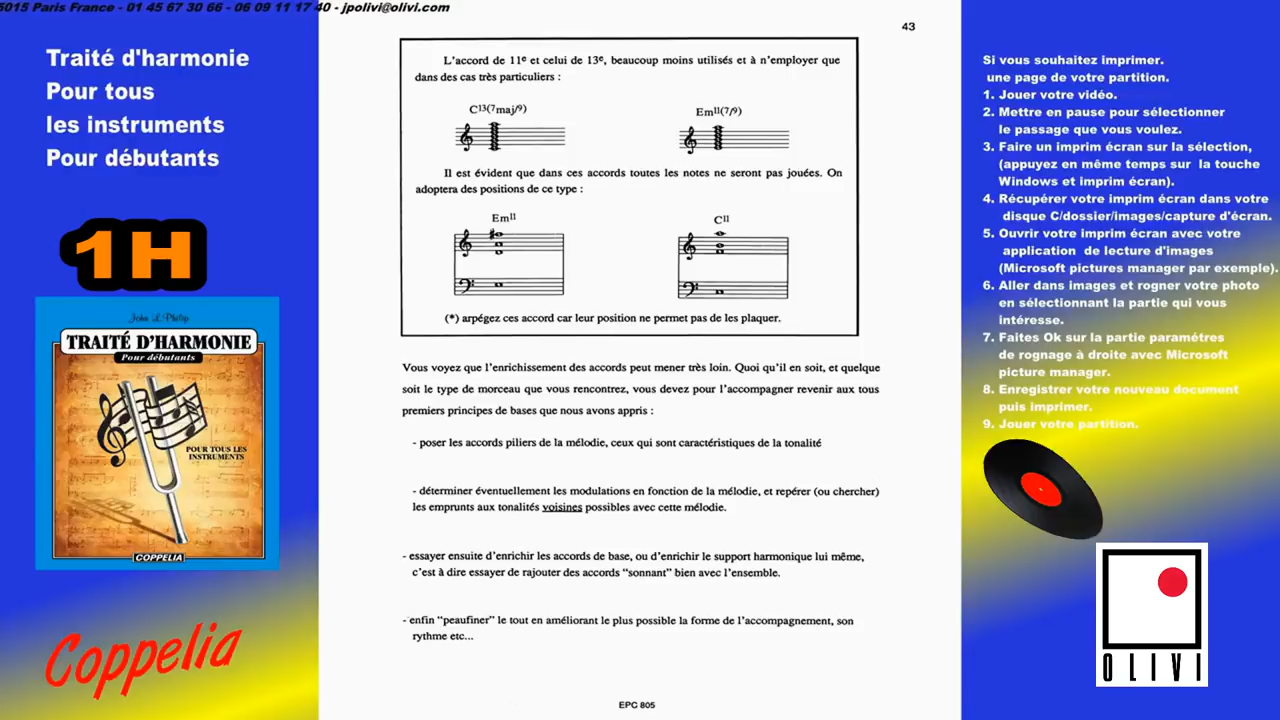 5015 Paris France - 01 45 67 30 66 - 06 09 11 17 40 - jpolivi@olivi.com
Traité d'harmonie
Pour tous
les instruments
Pour débutants
1H
John L. Philip
TRAITÉ D'HARMONIE
Pour débutants
POUR TOUS LES
INSTRUMENTS
COPPELIA
Coppelia
43
L'accord de 11e et celui de 13e, beaucoup moins utilisés et à n'employer que
dans des cas très particuliers :
C13(7maj/9)
Em11(7/9)
Il est évident que dans ces accords toutes les notes ne seront pas jouées. On
adoptera des positions de ce type :
Em11
C11
(*) arpégez ces accord car leur position ne permet pas de les plaquer.
Vous voyez que l'enrichissement des accords peut mener très loin. Quoi qu'il en soit, et quelque
soit le type de morceau que vous rencontrez, vous devez pour l'accompagner revenir aux tous
premiers principes de bases que nous avons appris :
- poser les accords piliers de la mélodie, ceux qui sont caractéristiques de la tonalité
- déterminer éventuellement les modulations en fonction de la mélodie, et repérer (ou chercher)
les emprunts aux tonalités voisines possibles avec cette mélodie.
- essayer ensuite d'enrichir les accords de base, ou d'enrichir le support harmonique lui même,
c'est à dire essayer de rajouter des accords "sonnant" bien avec l'ensemble.
- enfin "peaufiner" le tout en améliorant le plus possible la forme de l'accompagnement, son
rythme etc...
EPC 805
Si vous souhaitez imprimer.
une page de votre partition.
1. Jouer votre vidéo.
2. Mettre en pause pour sélectionner
le passage que vous voulez.
3. Faire un imprim écran sur la sélection,
(appuyez en même temps sur la touche
Windows et imprim écran).
4. Récupérer votre imprim écran dans votre
disque C/dossier/images/capture d'écran.
5. Ouvrir votre imprim écran avec votre
application de lecture d'images
(Microsoft pictures manager par exemple).
6. Aller dans images et rogner votre photo
en sélectionnant la partie qui vous
intéresse.
7. Faites Ok sur la partie paramétres
de rognage à droite avec Microsoft
picture manager.
8. Enregistrer votre nouveau document
puis imprimer.
9. Jouer votre partition.
OLIVI